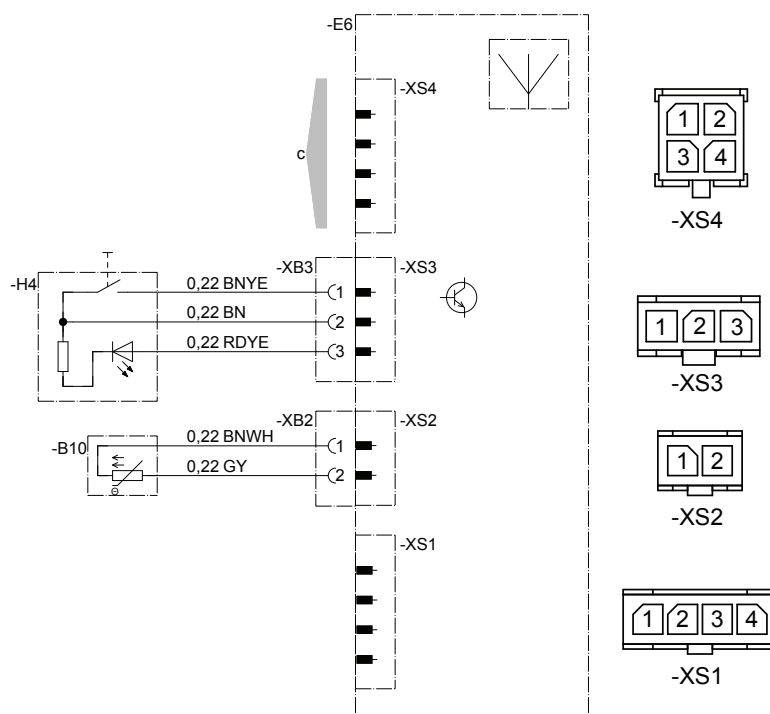 -E6
-XS4
c
1 2
3 4
-XS4
-XB3
-XS3
-H4
0,22 BNYE
1
0,22 BN
2
0,22 RDYE
3
1 2 3
-XS3
-XB2
-XS2
-B10
0,22 BNWH
1
0,22 GY
2
Θ
1 2
-XS2
-XS1
1 2 3 4
-XS1